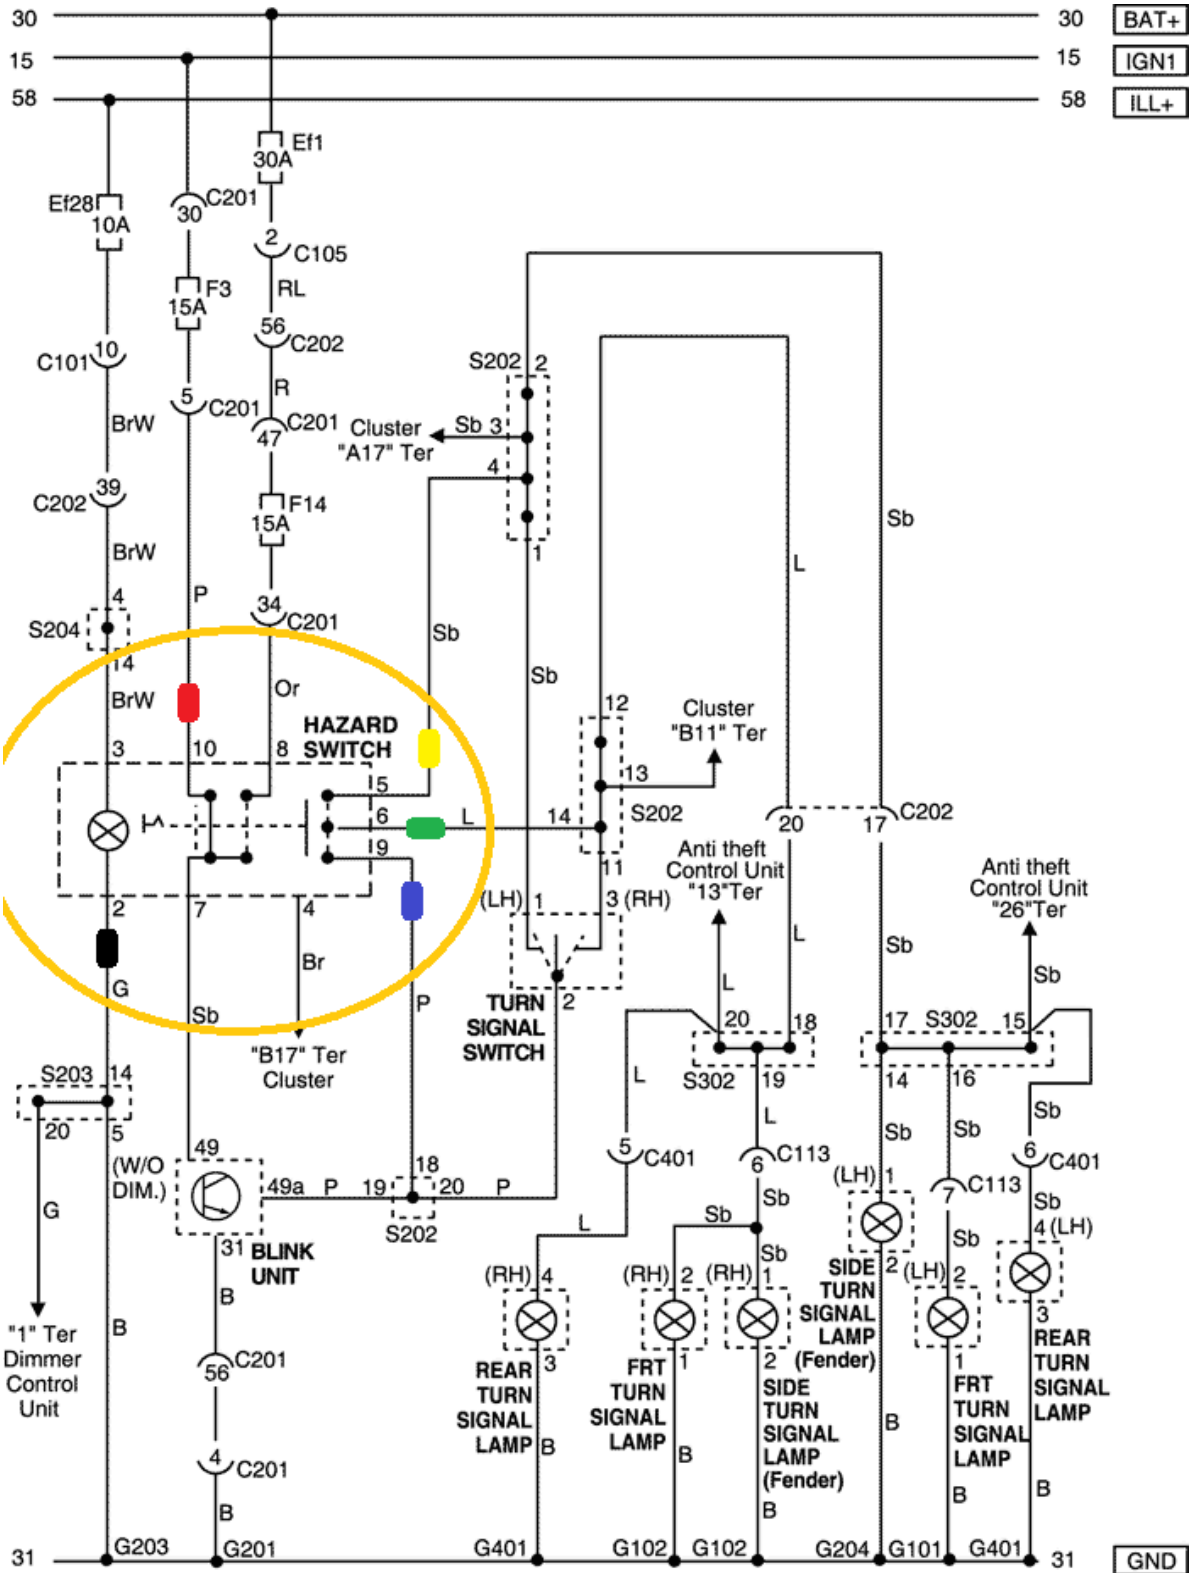 30
30
BAT+
15
15
IGN1
58
58
ILL+
Ef1
30A
Ef28
10A
C201
30
2
C105
F3
15A
RL
56
C202
C101
10
S202
2
R
5
C201
C201
47
BrW
Cluster
"A17" Ter
Sb
3
4
39
C202
F14
15A
Sb
BrW
1
L
4
P
34
C201
S204
Sb
14
BrW
Or
Sb
HAZARD
SWITCH
12
Cluster
"B11" Ter
3
10
8
13
5
6
L
14
S202
C202
20
17
9
11
Anti theft
Control Unit
"13"Ter
Anti theft
Control Unit
"26"Ter
2
7
4
(LH)
1
3
(RH)
L
Sb
Br
Sb
G
L
Sb
P
2
TURN
SIGNAL
SWITCH
20
18
17
S302
15
"B17" Ter
Cluster
S203
14
L
S302
19
14
16
20
5
L
Sb
Sb
Sb
(W/O
DIM.)
49
18
5
C401
C113
6
6
C401
49a
P
19
20
P
(LH)
1
C113
7
Sb
Sb
G
S202
L
Sb
Sb
Sb
4
(LH)
31
BLINK
UNIT
2
(RH)
4
(RH)
2
(RH)
1
SIDE
TURN
SIGNAL
LAMP
(Fender)
(LH)
2
B
3
"1" Ter
Dimmer
Control
Unit
B
C201
56
3
1
2
1
REAR
TURN
SIGNAL
LAMP
REAR
TURN
SIGNAL
LAMP
FRT
TURN
SIGNAL
LAMP
SIDE
TURN
SIGNAL
LAMP
(Fender)
FRT
TURN
SIGNAL
LAMP
B
B
B
4
C201
B
B
B
B
31
G203
G201
G401
G102
G102
G204
G101
G401
31
GND